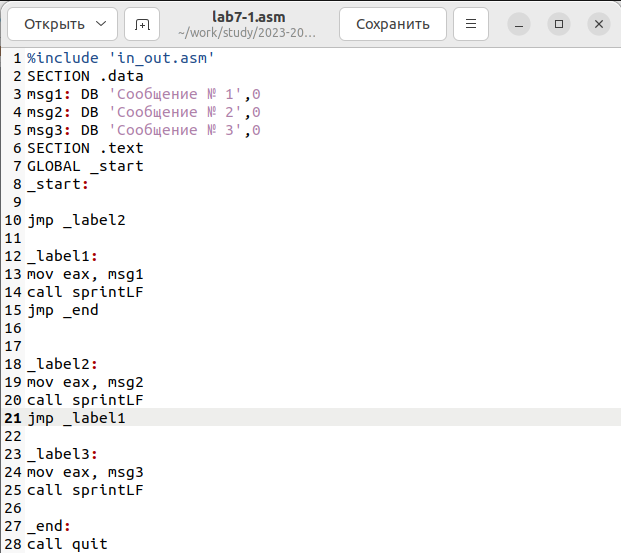 Открыть
lab7-1.asm
~/work/study/2023-20...
Сохранить
1 %include 'in_out.asm'
2 SECTION .data
3 msg1: DB 'Сообщение № 1',0
4 msg2: DB 'Сообщение № 2',0
5 msg3: DB 'Сообщение № 3',0
6 SECTION .text
7 GLOBAL _start
8 _start:
9
10 jmp _label2
11
12 _label1:
13 mov eax, msg1
14 call sprintLF
15 jmp _end
16
17
18 _label2:
19 mov eax, msg2
20 call sprintLF
21 jmp _label1
22
23 _label3:
24 mov eax, msg3
25 call sprintLF
26
27 _end:
28 call quit